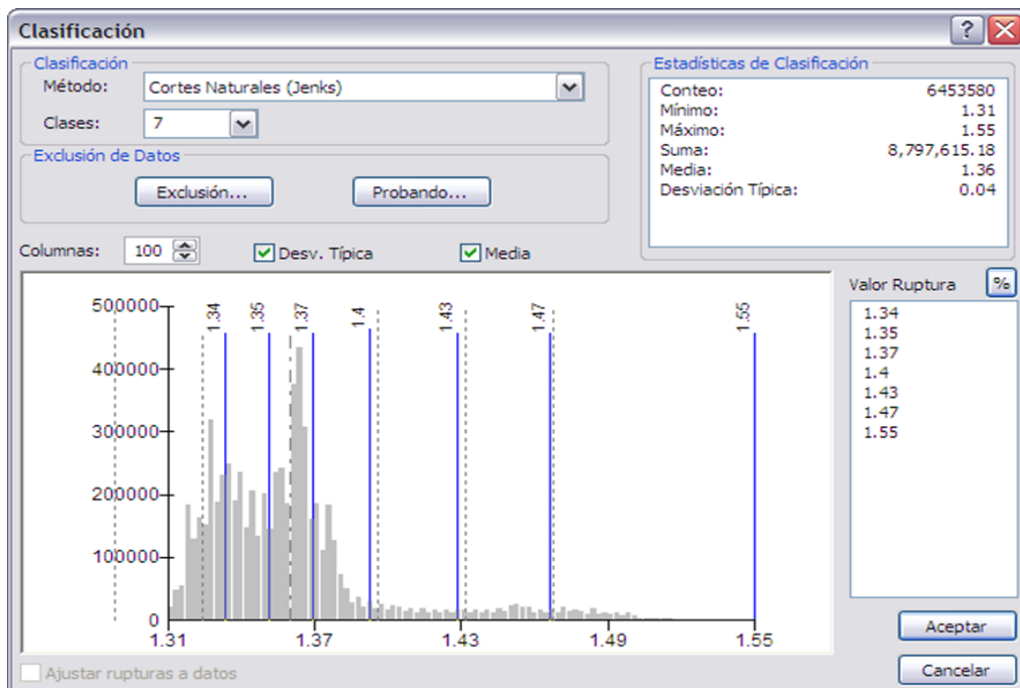 Clasificación
Clasificación
Método: Cortes Naturales (Jenks)
Clases: 7
Exclusión de Datos
Exclusión... Probando...
Estadísticas de Clasificación
Conteo: 6453580
Mínimo: 1.31
Máximo: 1.55
Suma: 8,797,615.18
Media: 1.36
Desviación Típica: 0.04
Columnas: 100 Desv. Típica Media
Valor Ruptura %
1.34
1.35
1.37
1.4
1.43
1.47
1.55
500000
400000
300000
200000
100000
0
1.34 1.35 1.37 1.4 1.43 1.47 1.55
1.31 1.37 1.43 1.49 1.55
Ajustar rupturas a datos
Aceptar
Cancelar